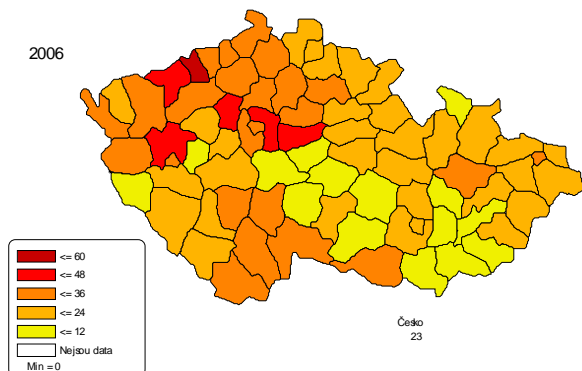 2006
<= 60
<= 48
<= 36
<= 24
<= 12
Nejsou data
Min = 0
Česko
23